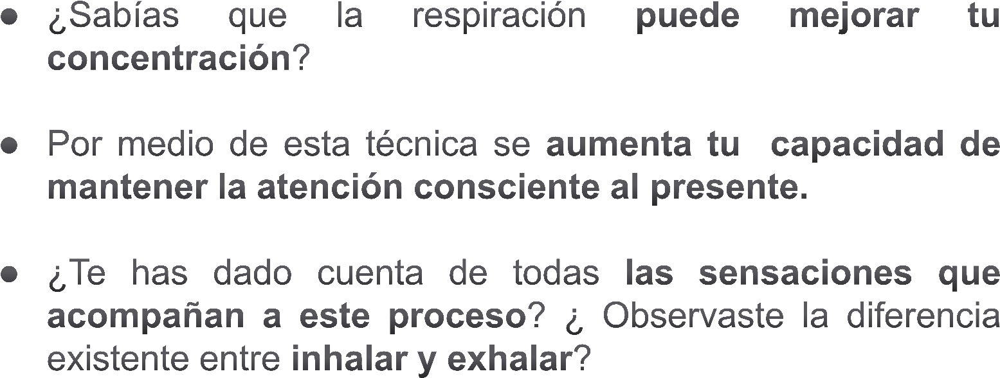 ● ¿Sabías que la respiración puede mejorar tu
concentración?
● Por medio de esta técnica se aumenta tu  capacidad de
mantener la atención consciente al presente.
● ¿Te has dado cuenta de todas las sensaciones que
acompañan a este proceso? ¿ Observaste la diferencia
existente entre inhalar y exhalar?